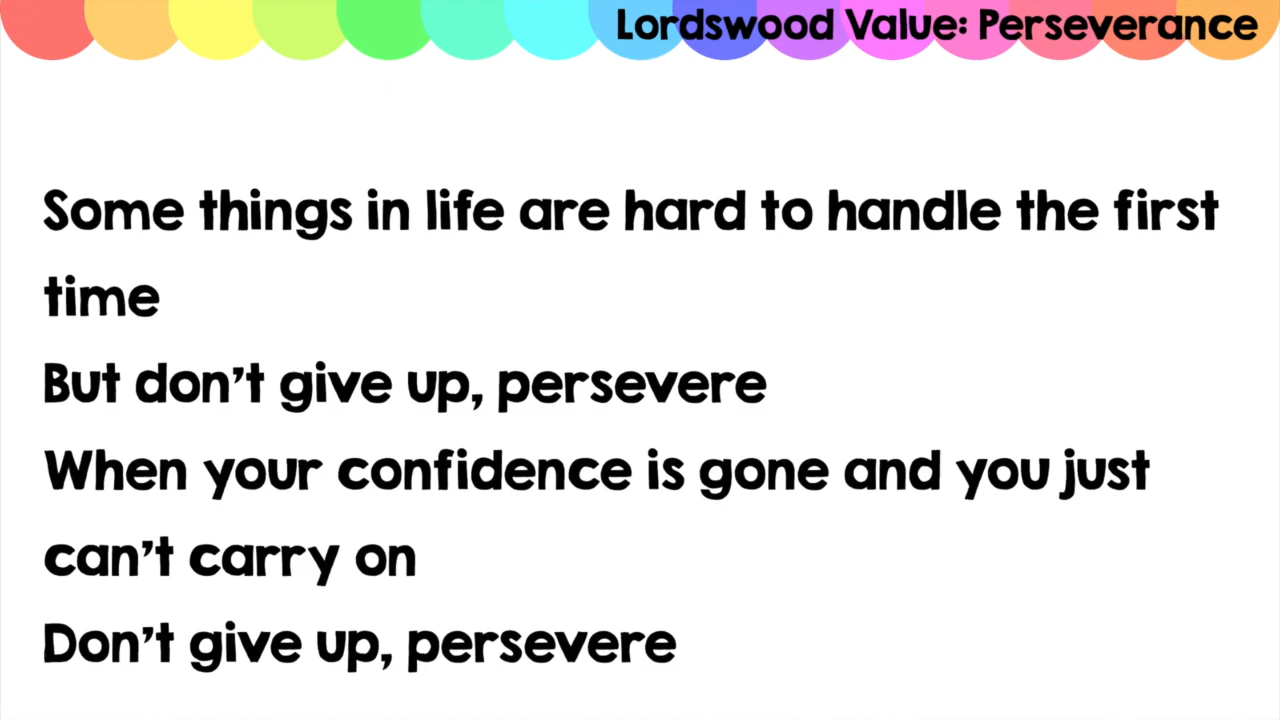 Lordswood Value: Perseverance
Some things in life are hard to handle the first
time
But don't give up, persevere
When your confidence is gone and you just
can't carry on
Don't give up, persevere